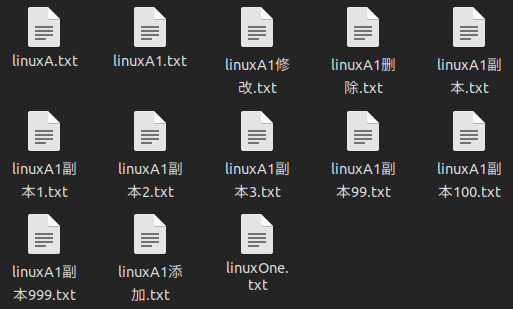 linuxA.txt
linuxA1.txt
linuxA1修
改.txt
linuxA1删
除.txt
linuxA1副
本.txt
linuxA1副
本1.txt
linuxA1副
本2.txt
linuxA1副
本3.txt
linuxA1副
本99.txt
linuxA1副
本100.txt
linuxA1副
本999.txt
linuxA1添
加.txt
linuxOne.
txt